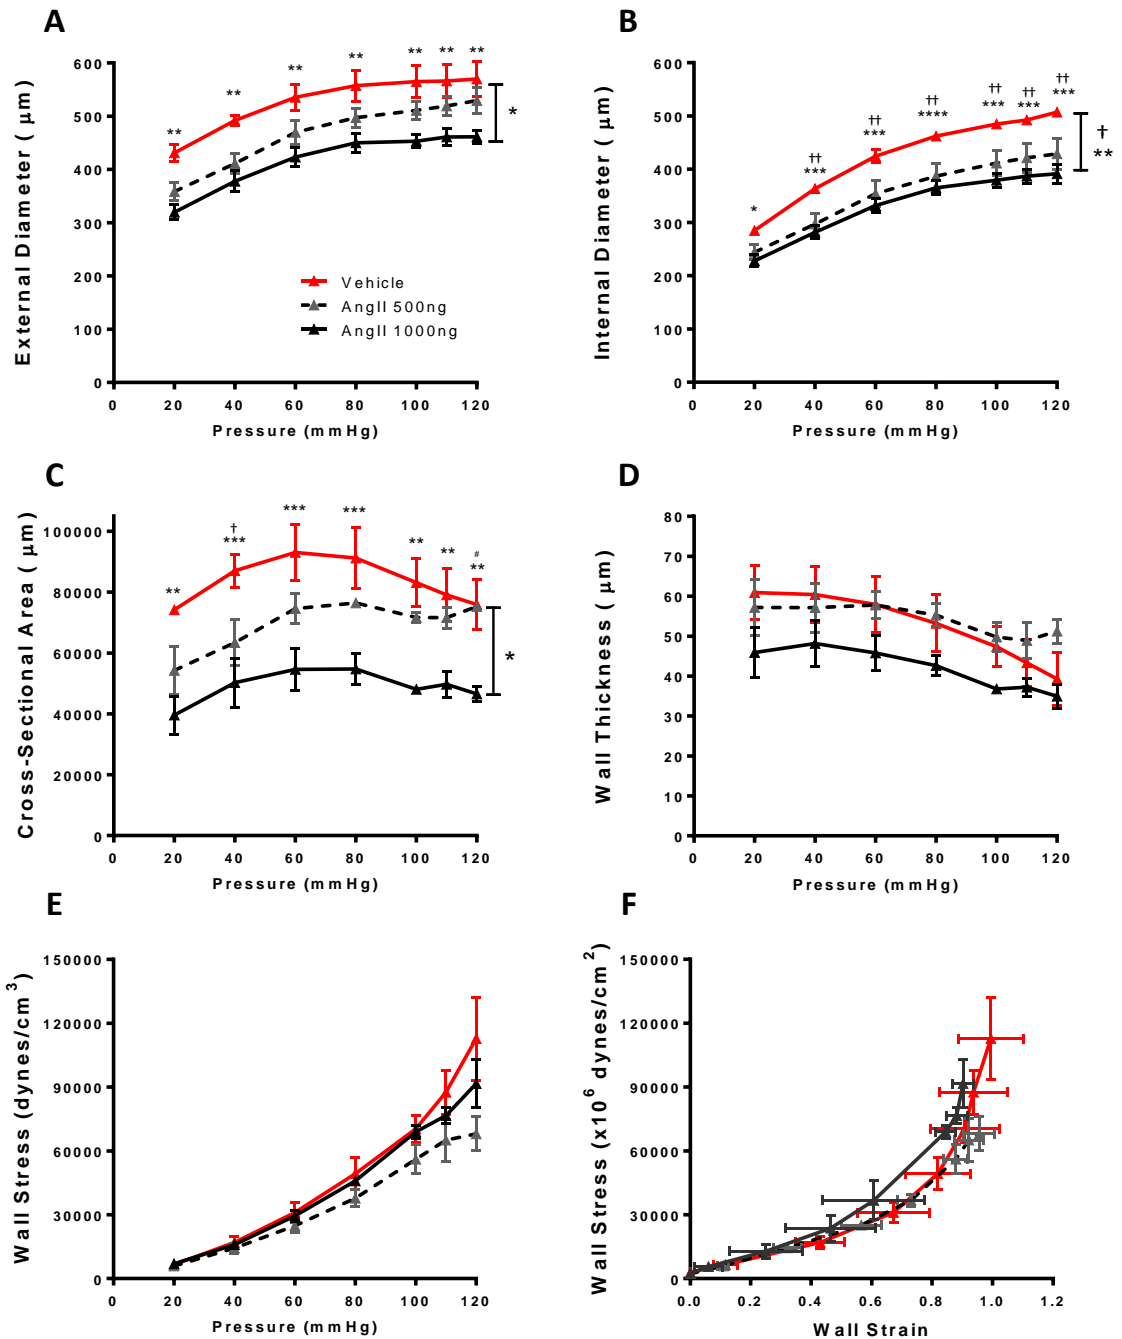 A
B
External Diameter ( μm)
600
500
400
300
200
100
0
** ** ** ** ** ** **
*
Vehicle
AngII 500ng
AngII 1000ng
0 20 40 60 80 100 120
Pressure (mmHg)
Internal Diameter ( μm)
600
500
400
300
200
100
0
†† †† †† †† †† ††
* *** *** **** *** *** ***
†
**
0 20 40 60 80 100 120
Pressure (mmHg)
C
D
Cross-Sectional Area ( μm)
100000
80000
60000
40000
20000
0
† #
** *** *** *** ** ** **
*
0 20 40 60 80 100 120
Pressure (mmHg)
Wall Thickness ( μm)
80
70
60
50
40
30
20
10
0
0 20 40 60 80 100 120
Pressure (mmHg)
E
F
Wall Stress (dynes/cm³)
150000
120000
90000
60000
30000
0
0 20 40 60 80 100 120
Pressure (mmHg)
Wall Stress (x10⁶ dynes/cm²)
150000
120000
90000
60000
30000
0
0.0 0.2 0.4 0.6 0.8 1.0 1.2
Wall Strain